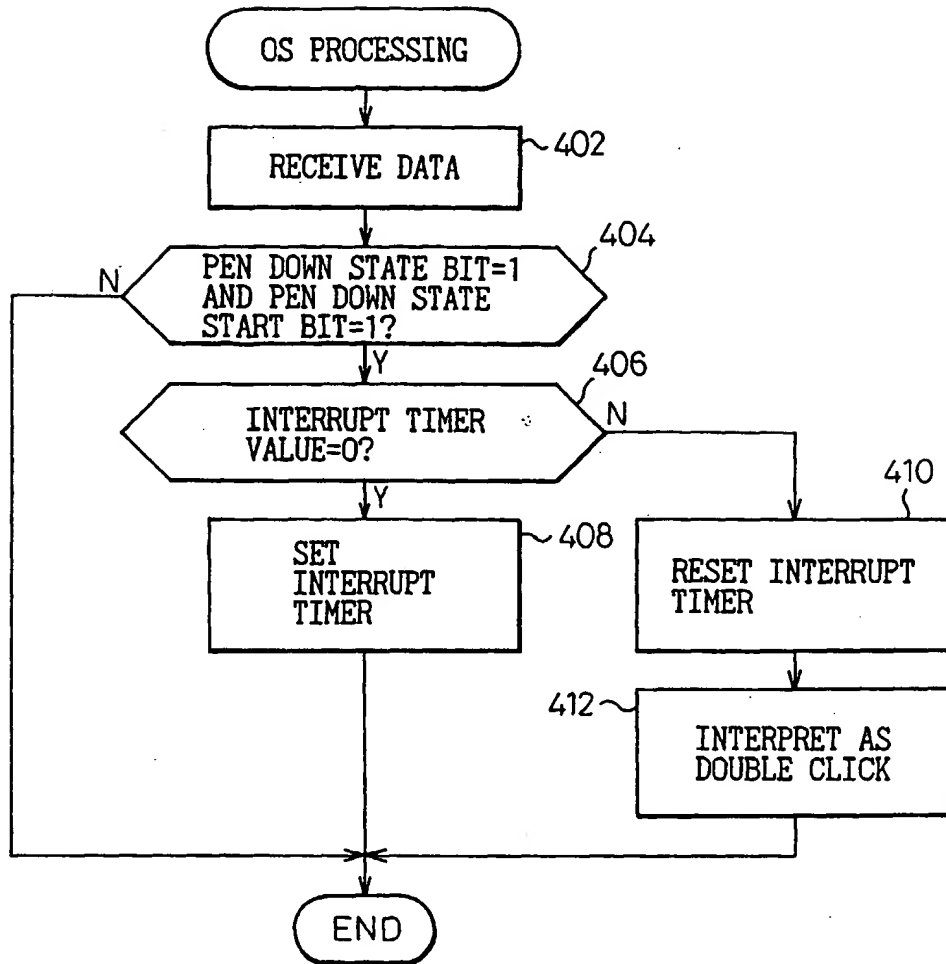 OS PROCESSING
402
RECEIVE DATA
404
N
PEN DOWN STATE BIT=1
AND PEN DOWN STATE
START BIT=1?
Y
406
INTERRUPT TIMER
VALUE=0?
N
Y
408
SET
INTERRUPT
TIMER
410
RESET INTERRUPT
TIMER
412
INTERPRET AS
DOUBLE CLICK
END